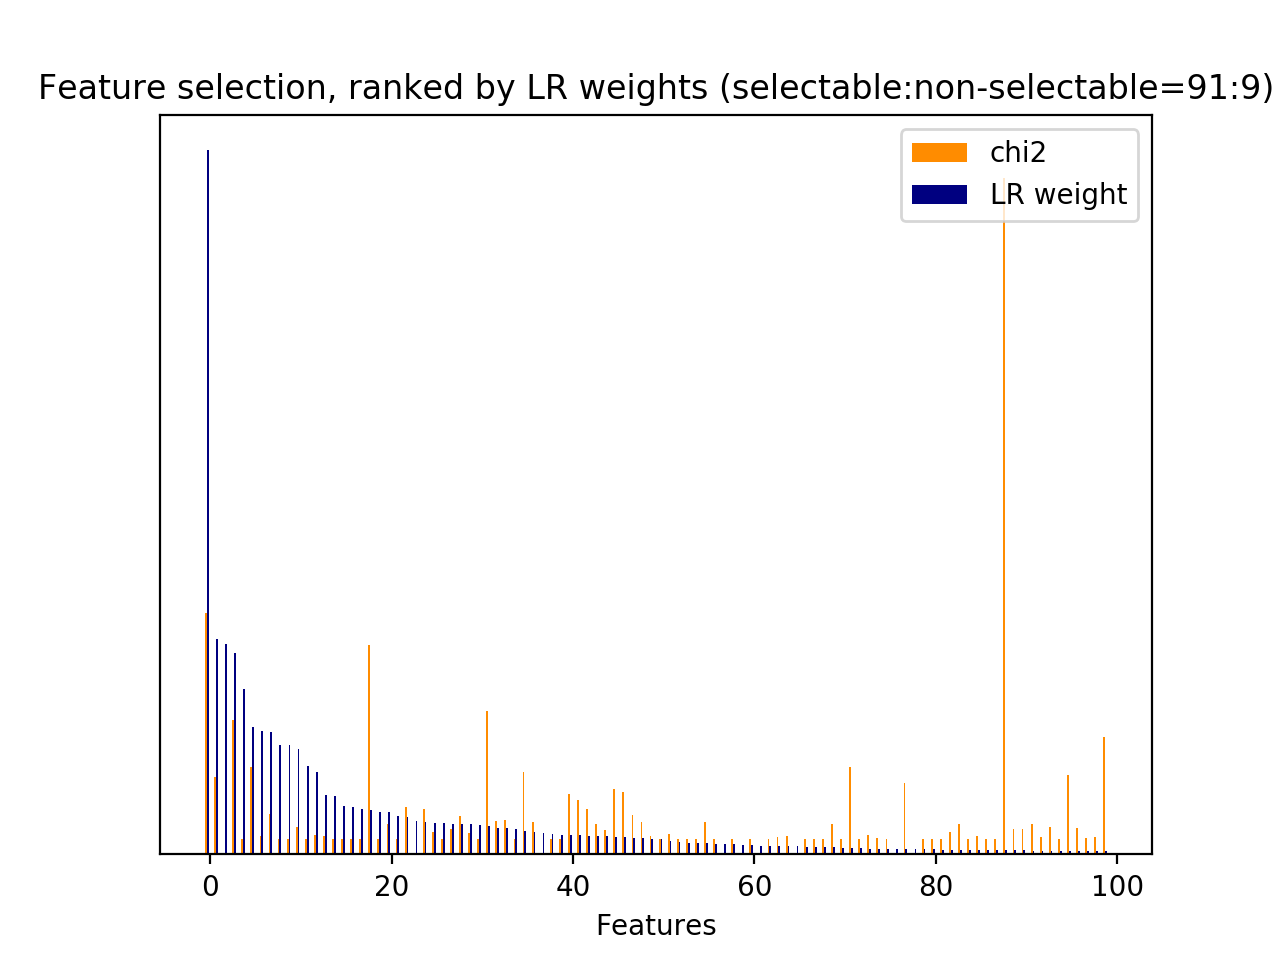 Feature selection, ranked by LR weights (selectable:non-selectable=91:9)
chi2
LR weight
0 20 40 60 80 100
Features